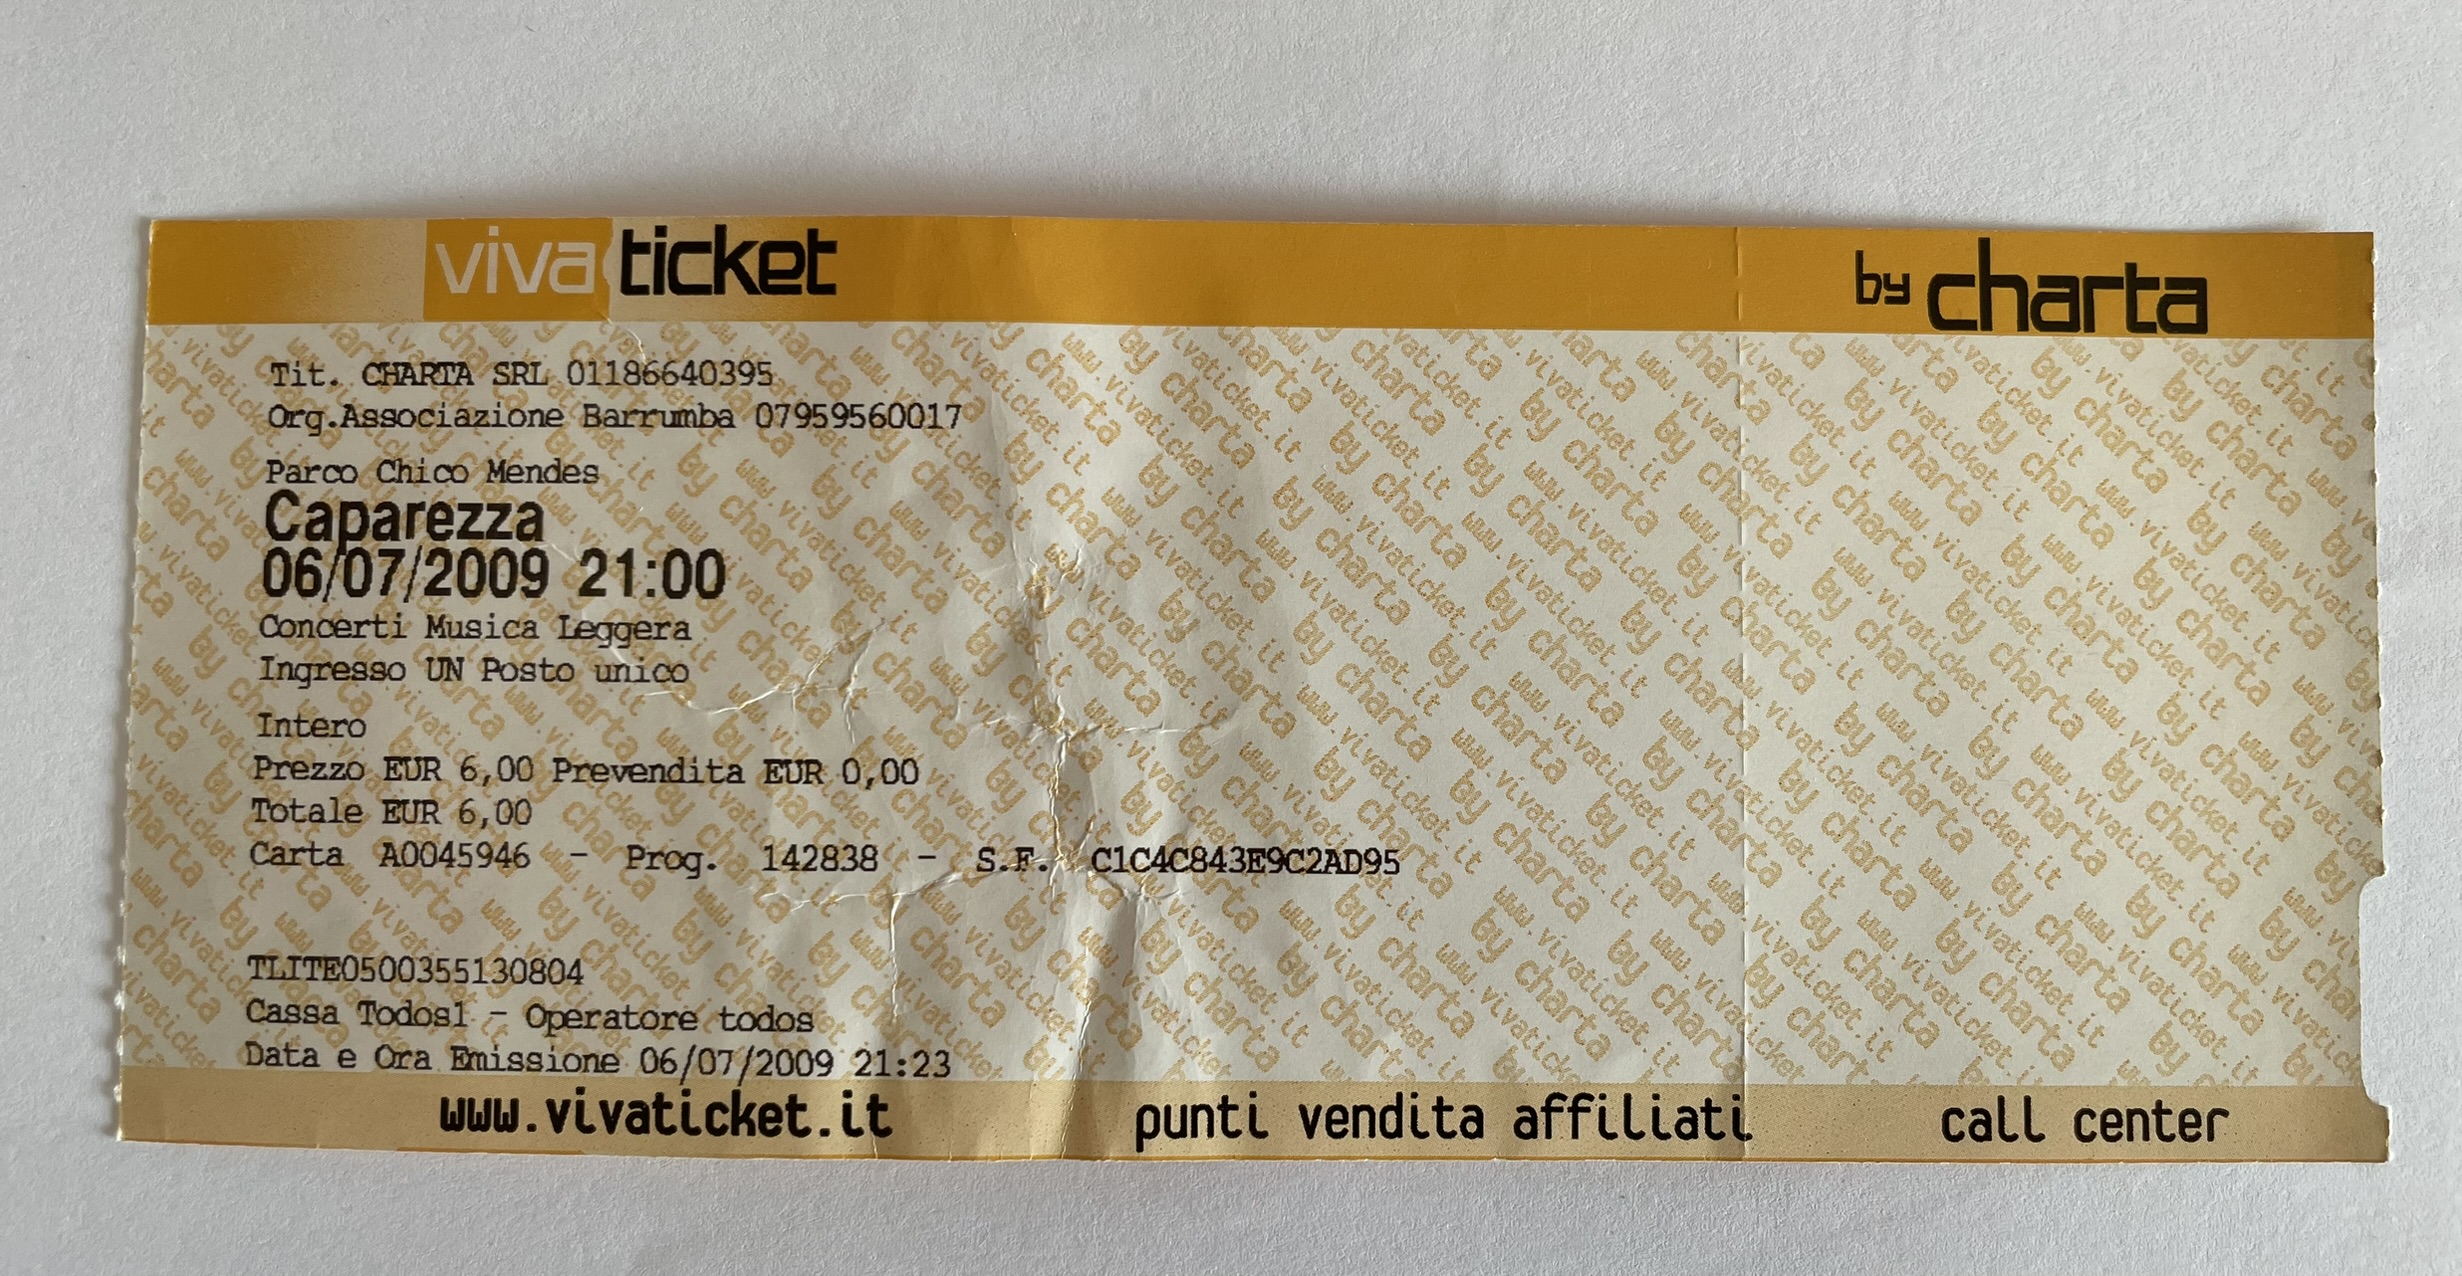 vivaticket
by charta
Tit. CHARTA SRL 01186640395
Org.Associazione Barrumba 07959560017
Parco Chico Mendes
Caparezza
06/07/2009 21:00
Concerti Musica Leggera
Ingresso UN Posto unico
Intero
Prezzo EUR 6,00 Prevendita EUR 0,00
Totale EUR 6,00
Carta A0045946 - Prog. 142838 - S.F. C1C4C843E9C2AD95
TLITE0500355130804
Cassa Todos1 - Operatore todos
Data e Ora Emissione 06/07/2009 21:23
www.vivaticket.it punti vendita affiliati call center